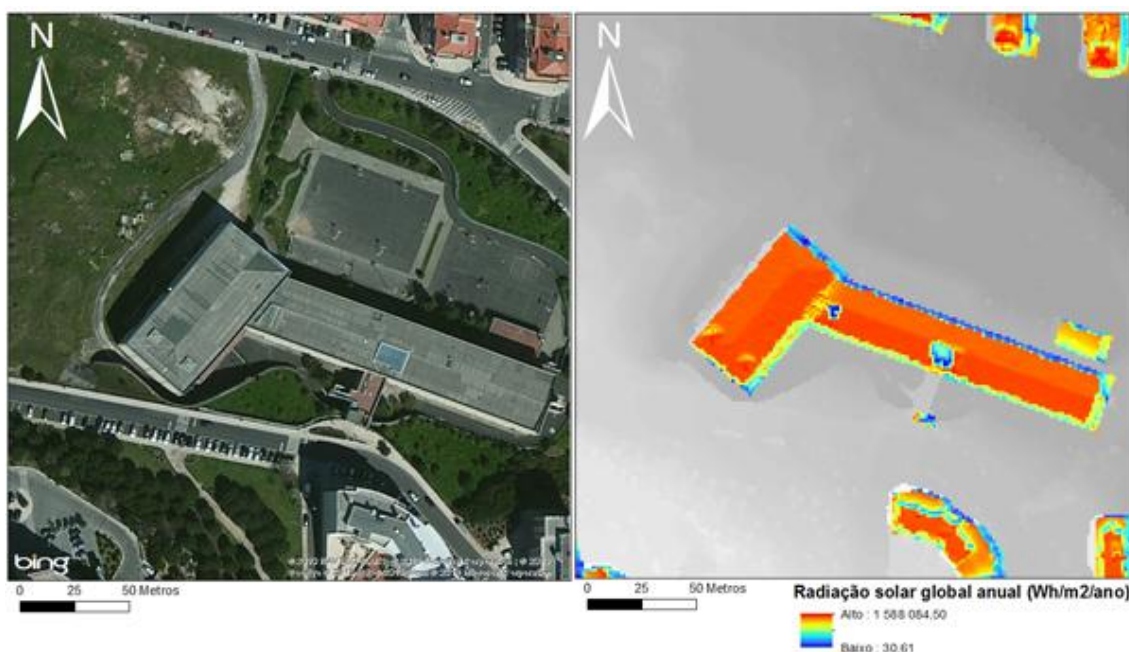 N
N
bing
0 25 50 Metros
0 25 50 Metros
Radiação solar global anual (Wh/m2/ano)
Alto : 1 588 084,50
Baixo : 30,61